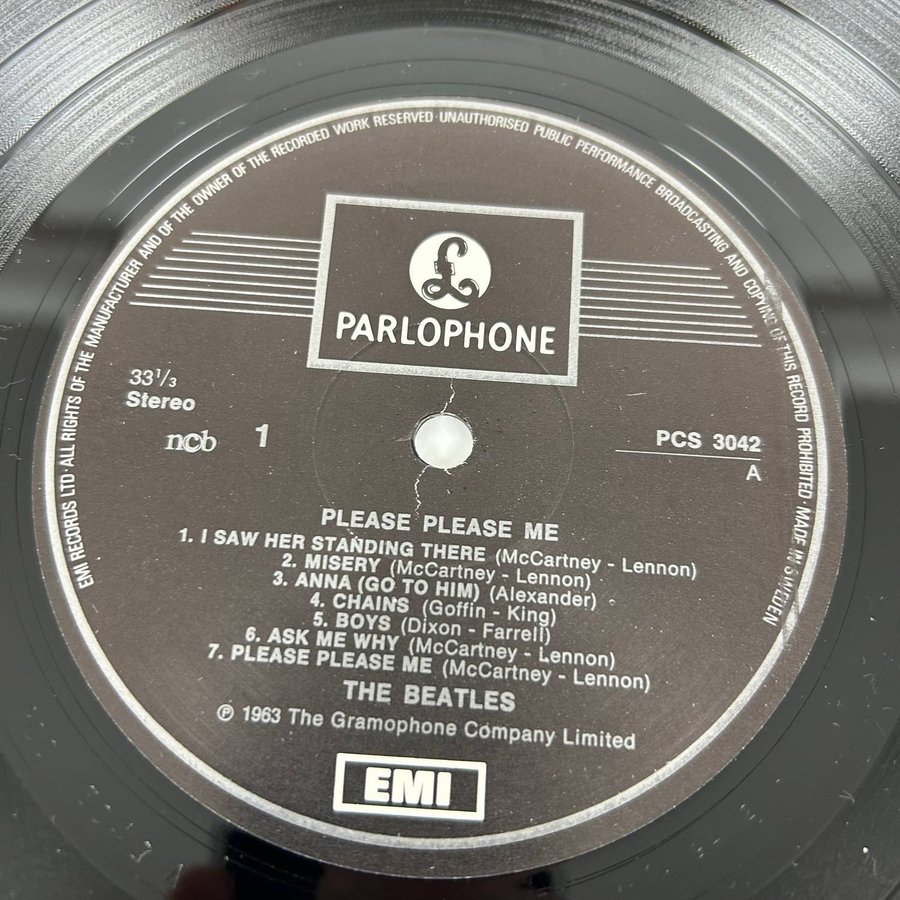 EMI RECORDS LTD · ALL RIGHTS OF THE MANUFACTURER AND OF THE OWNER OF THE RECORDED WORK RESERVED · UNAUTHORISED PUBLIC PERFORMANCE BROADCASTING AND COPYING OF THIS RECORD PROHIBITED · MADE IN SWEDEN
£
PARLOPHONE
33 1/3
Stereo
ncb 1
PCS 3042
A
PLEASE PLEASE ME
1. I SAW HER STANDING THERE (McCartney - Lennon)
2. MISERY (McCartney - Lennon)
3. ANNA (GO TO HIM) (Alexander)
4. CHAINS (Goffin - King)
5. BOYS (Dixon - Farrell)
6. ASK ME WHY (McCartney - Lennon)
7. PLEASE PLEASE ME (McCartney - Lennon)
THE BEATLES
℗ 1963 The Gramophone Company Limited
EMI